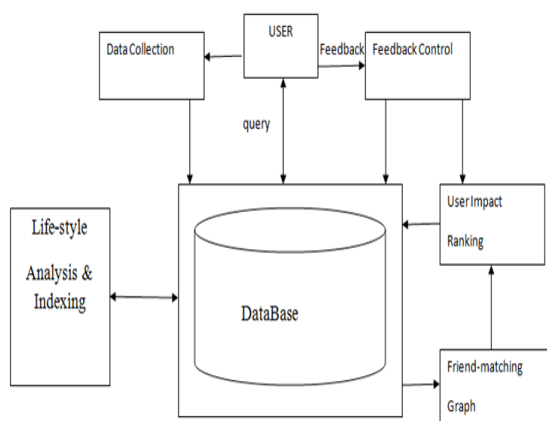 USER
Data Collection
Feedback
Feedback Control
query
Life-style
Analysis &
Indexing
DataBase
User Impact
Ranking
Friend-matching
Graph